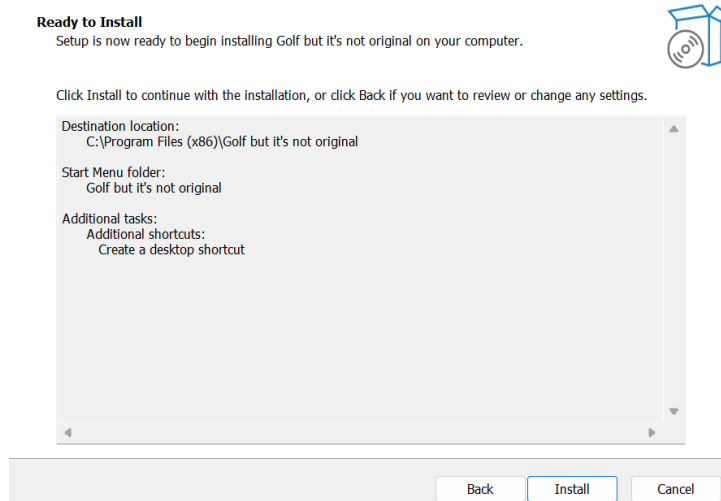 Ready to Install
Setup is now ready to begin installing Golf but it's not original on your computer.
Click Install to continue with the installation, or click Back if you want to review or change any settings.
Destination location:
C:\Program Files (x86)\Golf but it's not original
Start Menu folder:
Golf but it's not original
Additional tasks:
Additional shortcuts:
Create a desktop shortcut
Back
Install
Cancel